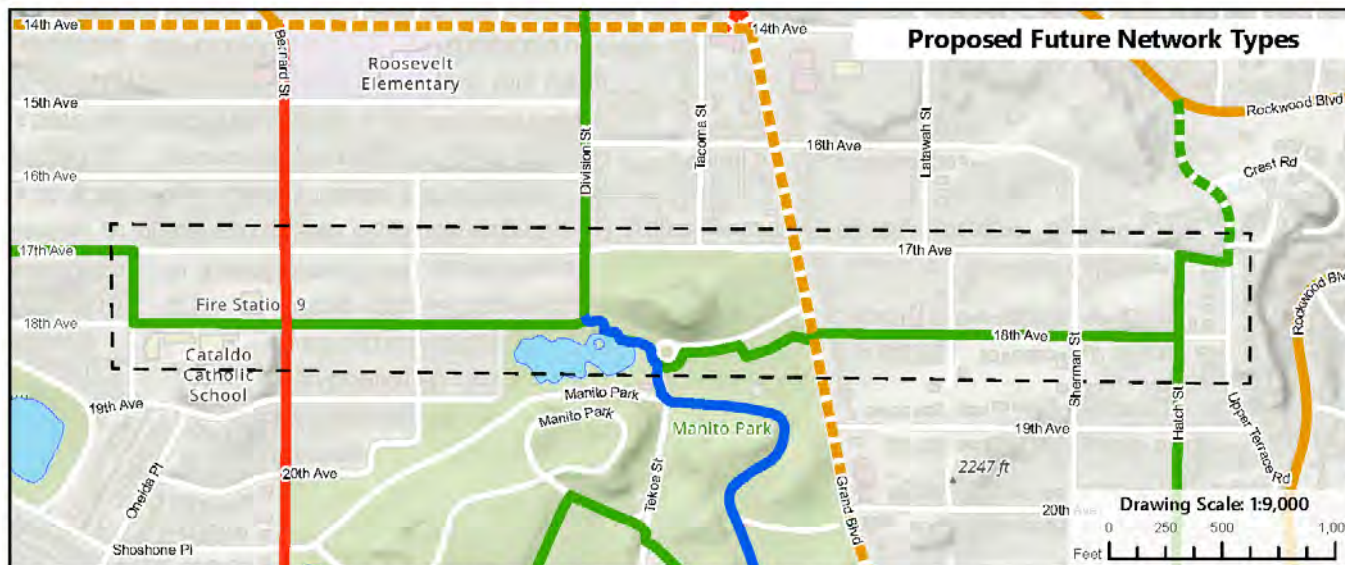 14th Ave
14th Ave
Proposed Future Network Types
Bernard St
Roosevelt
Elementary
15th Ave
Rockwood Blvd
Division St
Tacoma St
16th Ave
Latawah St
Crest Rd
16th Ave
17th Ave
17th Ave
Fire Station 9
18th Ave
18th Ave
Cataldo
Catholic
School
Sherman St
Hatch St
Rockwood Blv
Manito Park
19th Ave
Manito Park
Manito Park
19th Ave
Upper Terrace Rd
Oneida Pl
20th Ave
Tekoa St
Grand Blvd
2247 ft
20th Ave
Shoshone Pl
Drawing Scale: 1:9,000
0 250 500 1,00
Feet